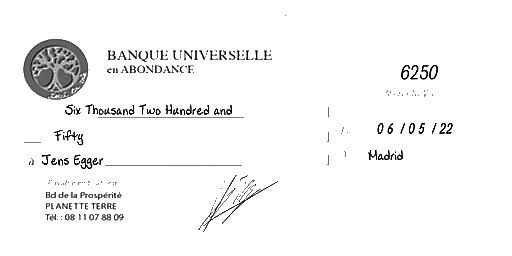 BANQUE UNIVERSELLE
en ABONDANCE
6250
Six Thousand Two Hundred and
Fifty
06/05/22
à Jens Egger
Madrid
Bd de la Prospérité
PLANETTE TERRE
Tél. : 08 11 07 88 09